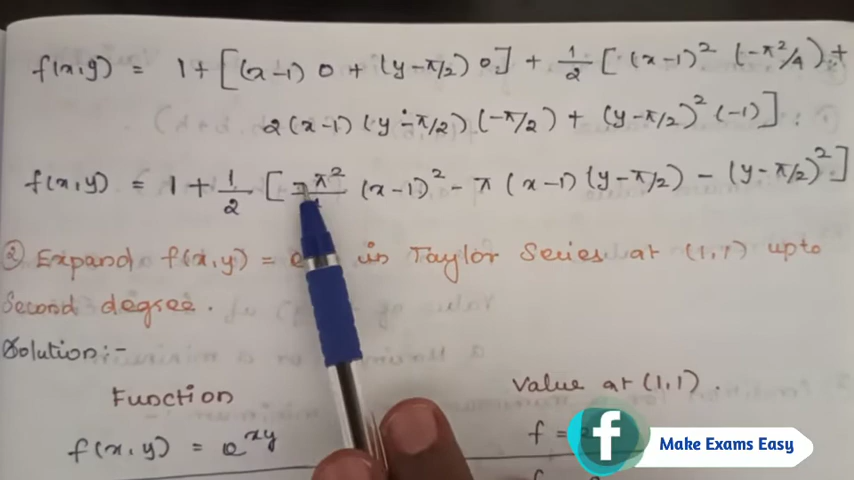 f(x,y) = 1 + [(x-1) 0 + (y-π/2) 0] + 1/2 [(x-1)² (-π²/4) +
2(x-1) (y-π/2) (-π/2) + (y-π/2)² (-1)]
f(x,y) = 1 + 1/2 [-π² (x-1)² - π (x-1) (y-π/2) - (y-π/2)²]
② Expand f(x,y) = e in Taylor Series at (1,1) upto
Second degree.
Solution:-
Function Value at (1,1).
f(x,y) = e^xy f =
Make Exams Easy